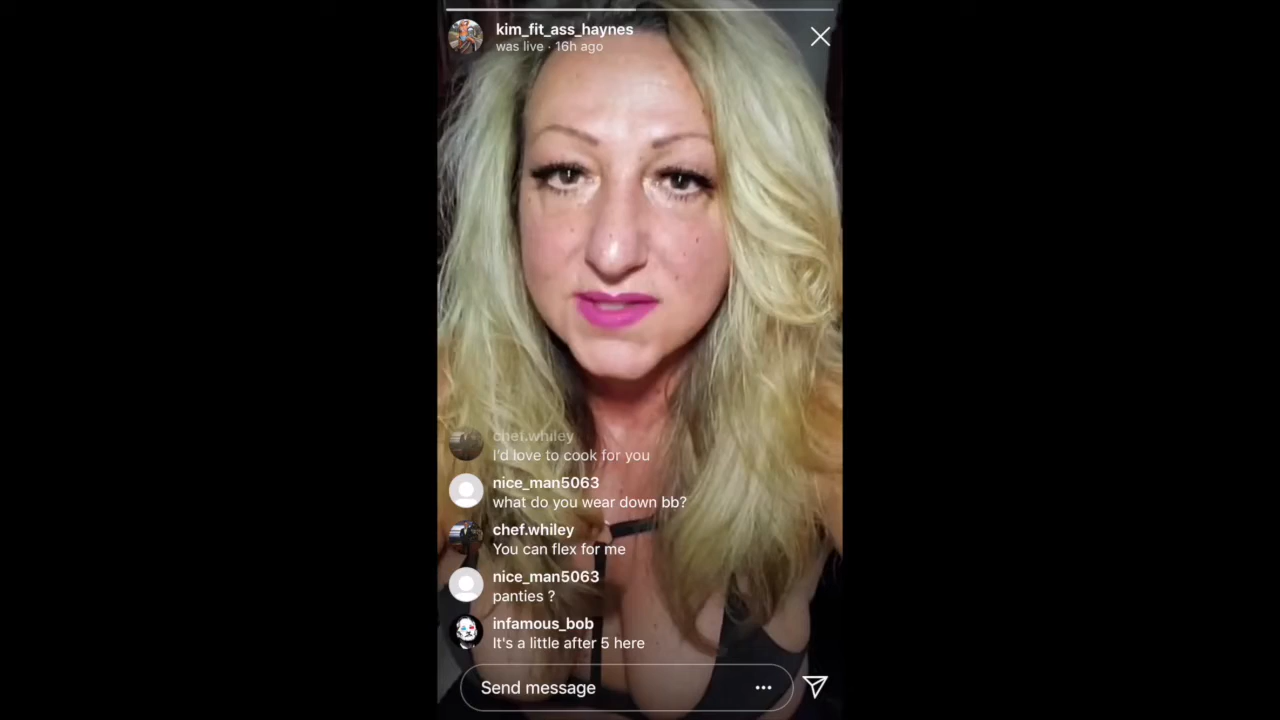 kim_fit_ass_haynes
was live · 16h ago
chef.whiley
I'd love to cook for you
nice_man5063
what do you wear down bb?
chef.whiley
You can flex for me
nice_man5063
panties ?
infamous_bob
It's a little after 5 here
Send message